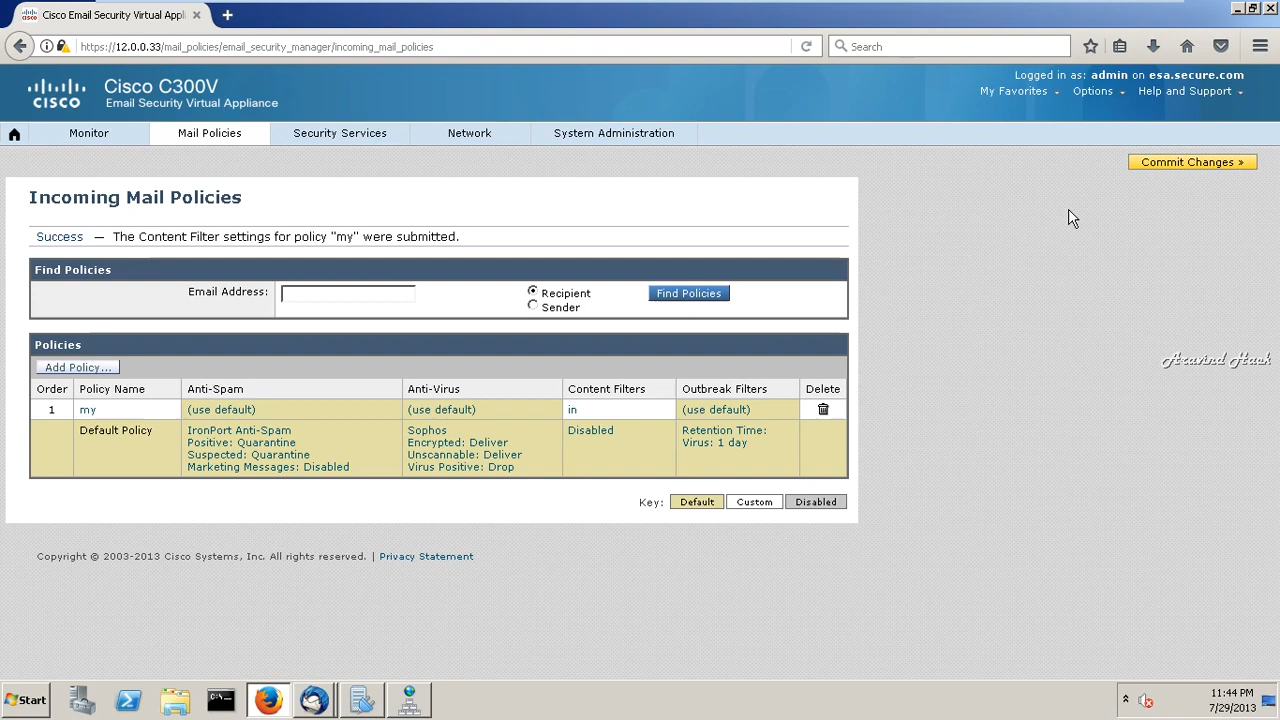 Cisco Email Security Virtual Appli
https://12.0.0.33/mail_policies/email_security_manager/incoming_mail_policies
Search
CISCO
Cisco C300V
Email Security Virtual Appliance
Logged in as: admin on esa.secure.com
My Favorites Options Help and Support
Monitor Mail Policies Security Services Network System Administration
Commit Changes »
Incoming Mail Policies
Success — The Content Filter settings for policy "my" were submitted.
Find Policies
Email Address: Recipient Find Policies
Sender
Aravind Hack
Policies
Add Policy...
Order Policy Name Anti-Spam Anti-Virus Content Filters Outbreak Filters Delete
1 my (use default) (use default) in (use default)
Default Policy IronPort Anti-Spam Sophos Disabled Retention Time:
Positive: Quarantine Encrypted: Deliver Virus: 1 day
Suspected: Quarantine Unscannable: Deliver
Marketing Messages: Disabled Virus Positive: Drop
Key: Default Custom Disabled
Copyright © 2003-2013 Cisco Systems, Inc. All rights reserved. | Privacy Statement
Start
11:44 PM
7/29/2013